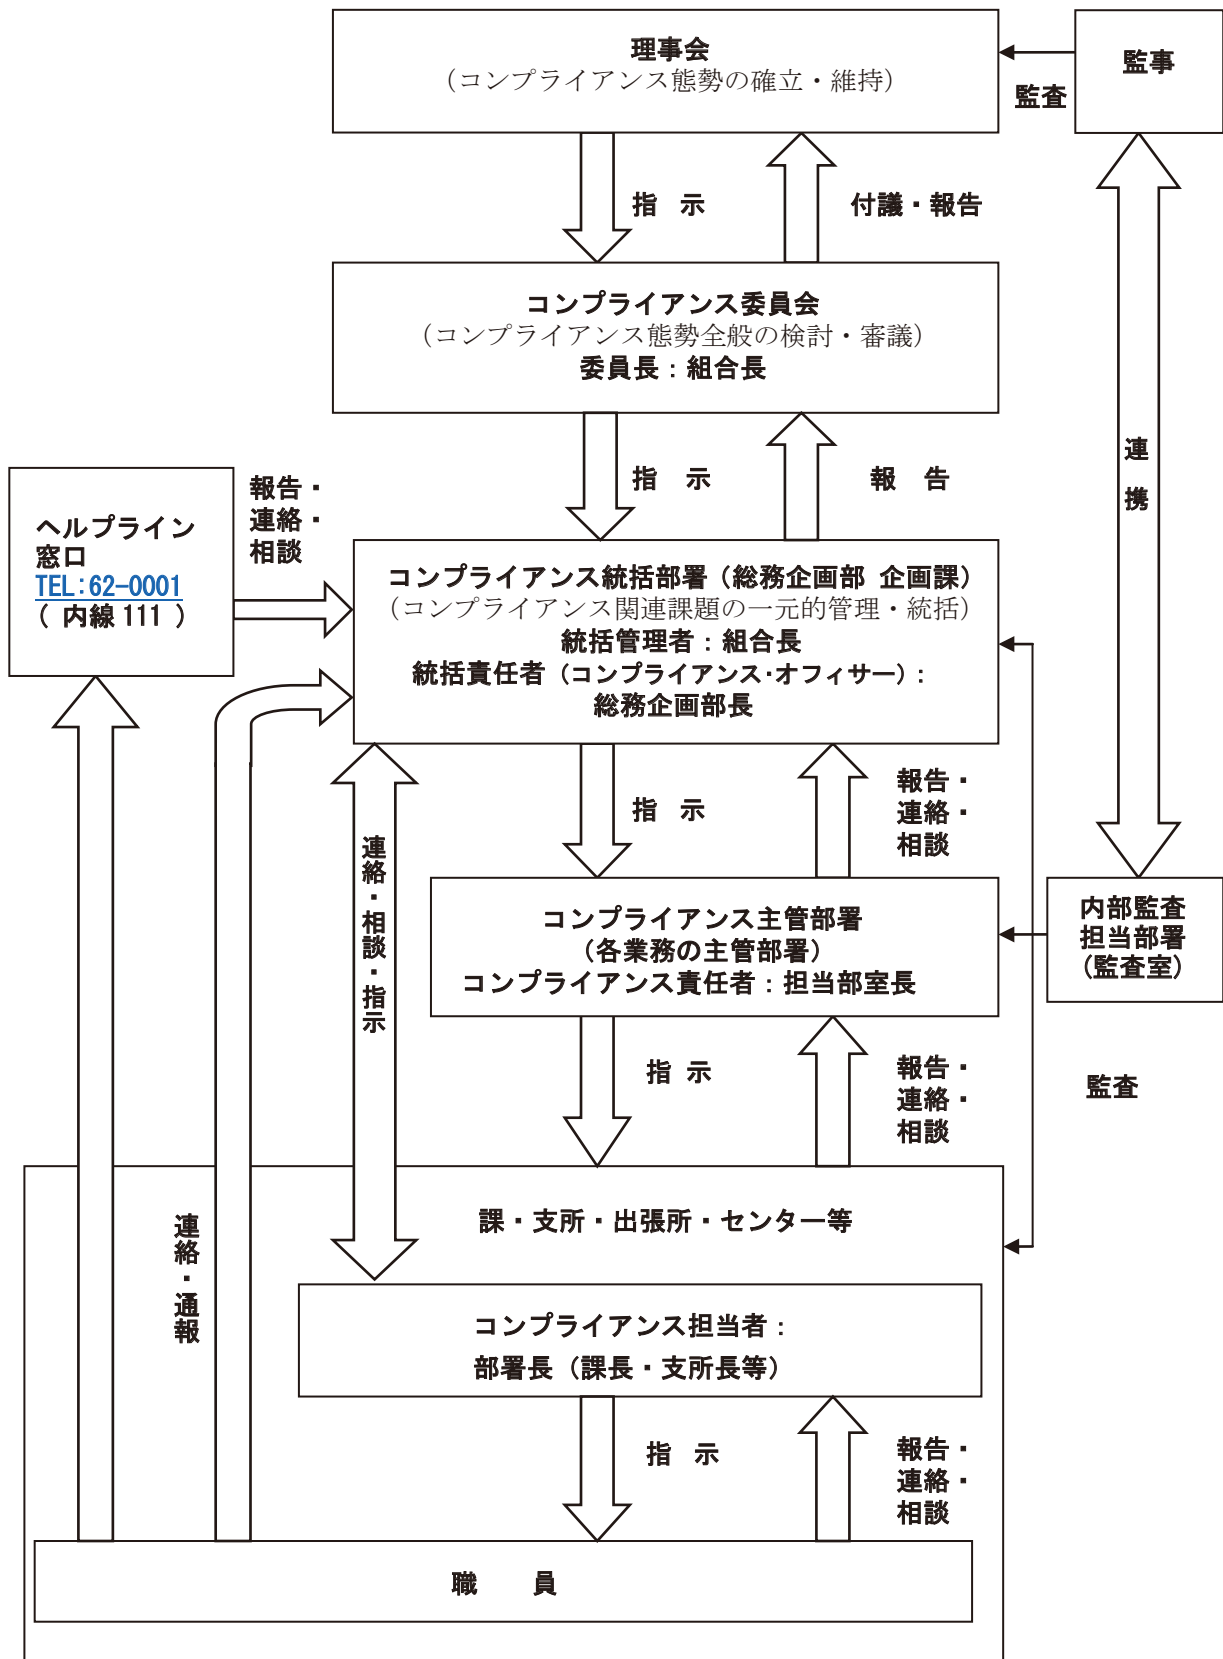 理事会
（コンプライアンス態勢の確立・維持）
監事
監査
指 示
付議・報告
コンプライアンス委員会
（コンプライアンス態勢全般の検討・審議）
委員長：組合長
指 示
報 告
連
携
ヘルプライン
窓口
TEL：62-0001
（ 内線 111 ）
報告・
連絡・
相談
コンプライアンス統括部署（総務企画部 企画課）
（コンプライアンス関連課題の一元的管理・統括）
統括管理者：組合長
統括責任者（コンプライアンス・オフィサー）：
総務企画部長
指 示
報告・
連絡・
相談
連絡・相談・指示
コンプライアンス主管部署
（各業務の主管部署）
コンプライアンス責任者：担当部室長
内部監査
担当部署
（監査室）
指 示
報告・
連絡・
相談
監査
課・支所・出張所・センター等
連絡・通報
コンプライアンス担当者：
部署長（課長・支所長等）
指 示
報告・
連絡・
相談
職 員